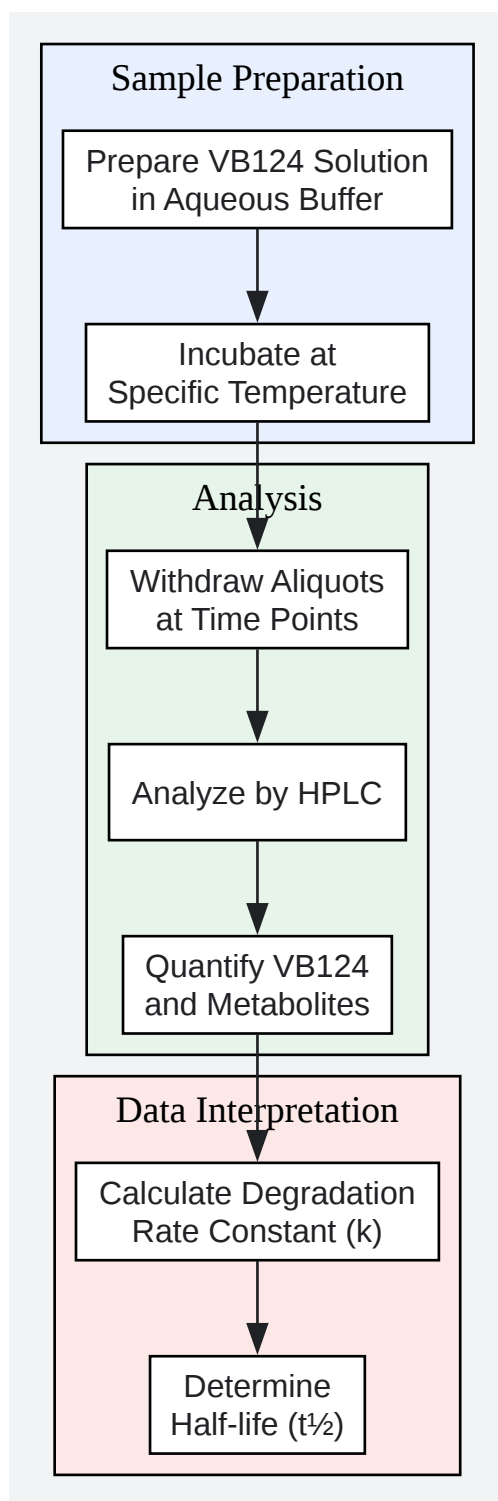 Sample Preparation
Prepare VB124 Solution
in Aqueous Buffer
Incubate at
Specific Temperature
Analysis
Withdraw Aliquots
at Time Points
Analyze by HPLC
Quantify VB124
and Metabolites
Data Interpretation
Calculate Degradation
Rate Constant (k)
Determine
Half-life (t½)